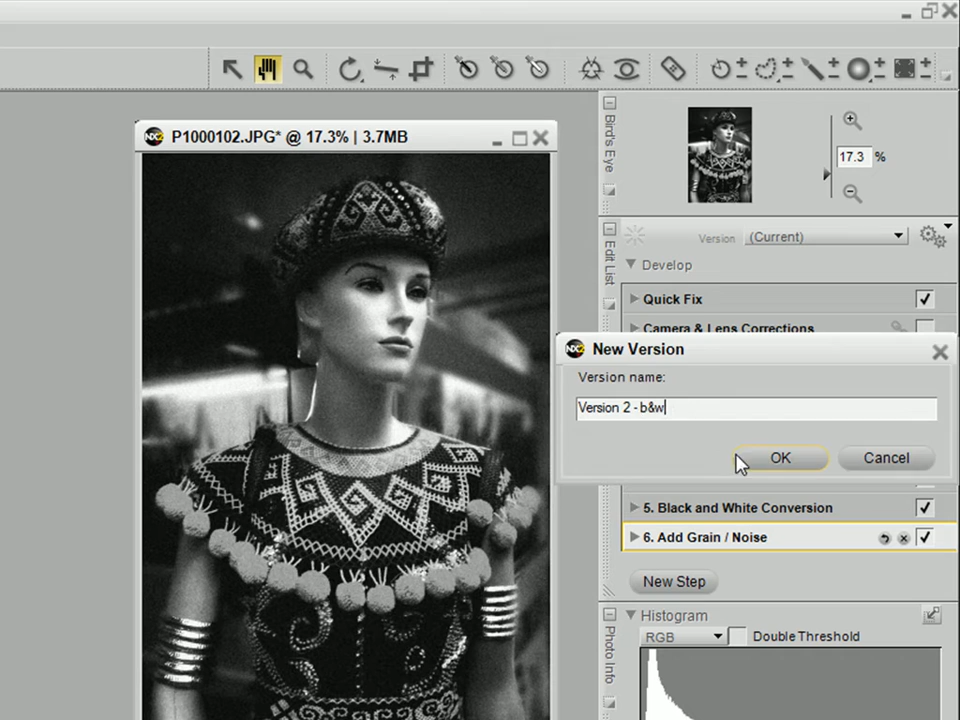 P1000102.JPG* @ 17.3% | 3.7MB
Bird's Eye
17.3 %
Edit List
Version (Current)
Develop
Quick Fix
Camera & Lens Corrections
NX2 New Version
Version name:
Version 2 - b&w
OK Cancel
5. Black and White Conversion
6. Add Grain / Noise
New Step
Photo Info
Histogram
RGB Double Threshold